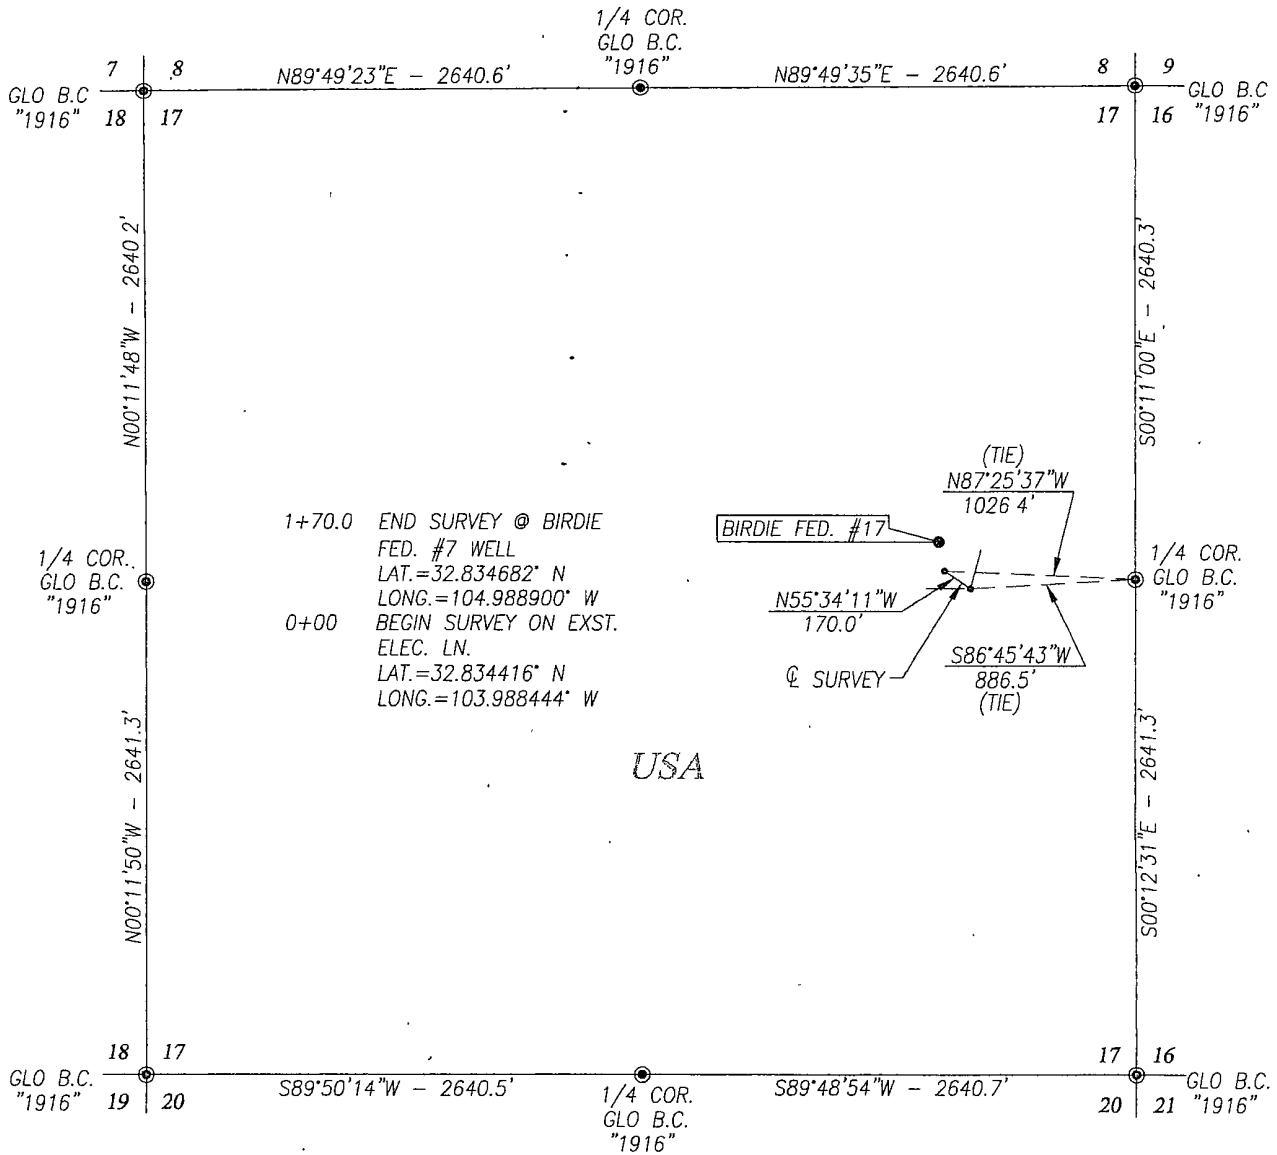 1/4 COR.
GLO B.C.
"1916"
7 8
N89°49'23"E - 2640.6'
N89°49'35"E - 2640.6'
8 9
GLO B.C
"1916"
18 17
17 16
GLO B.C
"1916"
N00°11'48"W - 2640 2'
S00°11'00"E - 2640.3'
(TIE)
N87°25'37"W
1026 4'
BIRDIE FED. #17
1+70.0 END SURVEY @ BIRDIE
FED. #7 WELL
LAT.=32.834682° N
LONG.=104.988900° W
0+00 BEGIN SURVEY ON EXST.
ELEC. LN.
LAT.=32.834416° N
LONG.=103.988444° W
1/4 COR.
GLO B.C.
"1916"
1/4 COR.
GLO B.C.
"1916"
N55°34'11"W
170.0'
℄ SURVEY
S86°45'43"W
886.5'
(TIE)
N00°11'50"W - 2641.3'
S00°12'31"E - 2641.3'
USA
18 17
17 16
GLO B.C.
"1916"
19 20
S89°50'14"W - 2640.5'
S89°48'54"W - 2640.7'
20 21
GLO B.C.
"1916"
1/4 COR.
GLO B.C.
"1916"